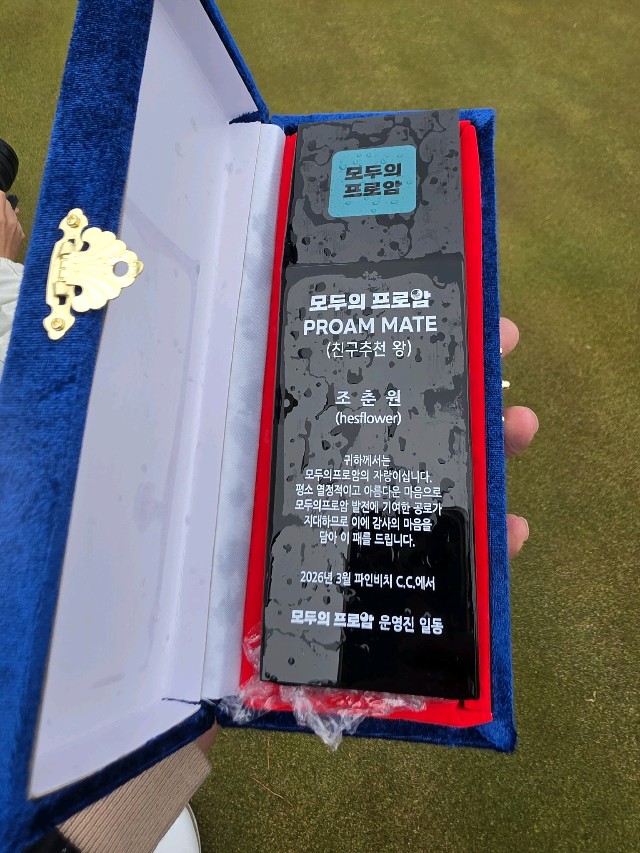 모두의
프로암
모두의 프로암
PROAM MATE
(친구추천 왕)
조 춘 원
(hesflower)
귀하께서는
모두의프로암의 자랑이십니다.
평소 열정적이고 아름다운 마음으로
모두의프로암 발전에 기여한 공로가
지대하므로 이에 감사의 마음을
담아 이 패를 드립니다.
2026년 3월 파인비치 C.C.에서
모두의 프로암 운영진 일동